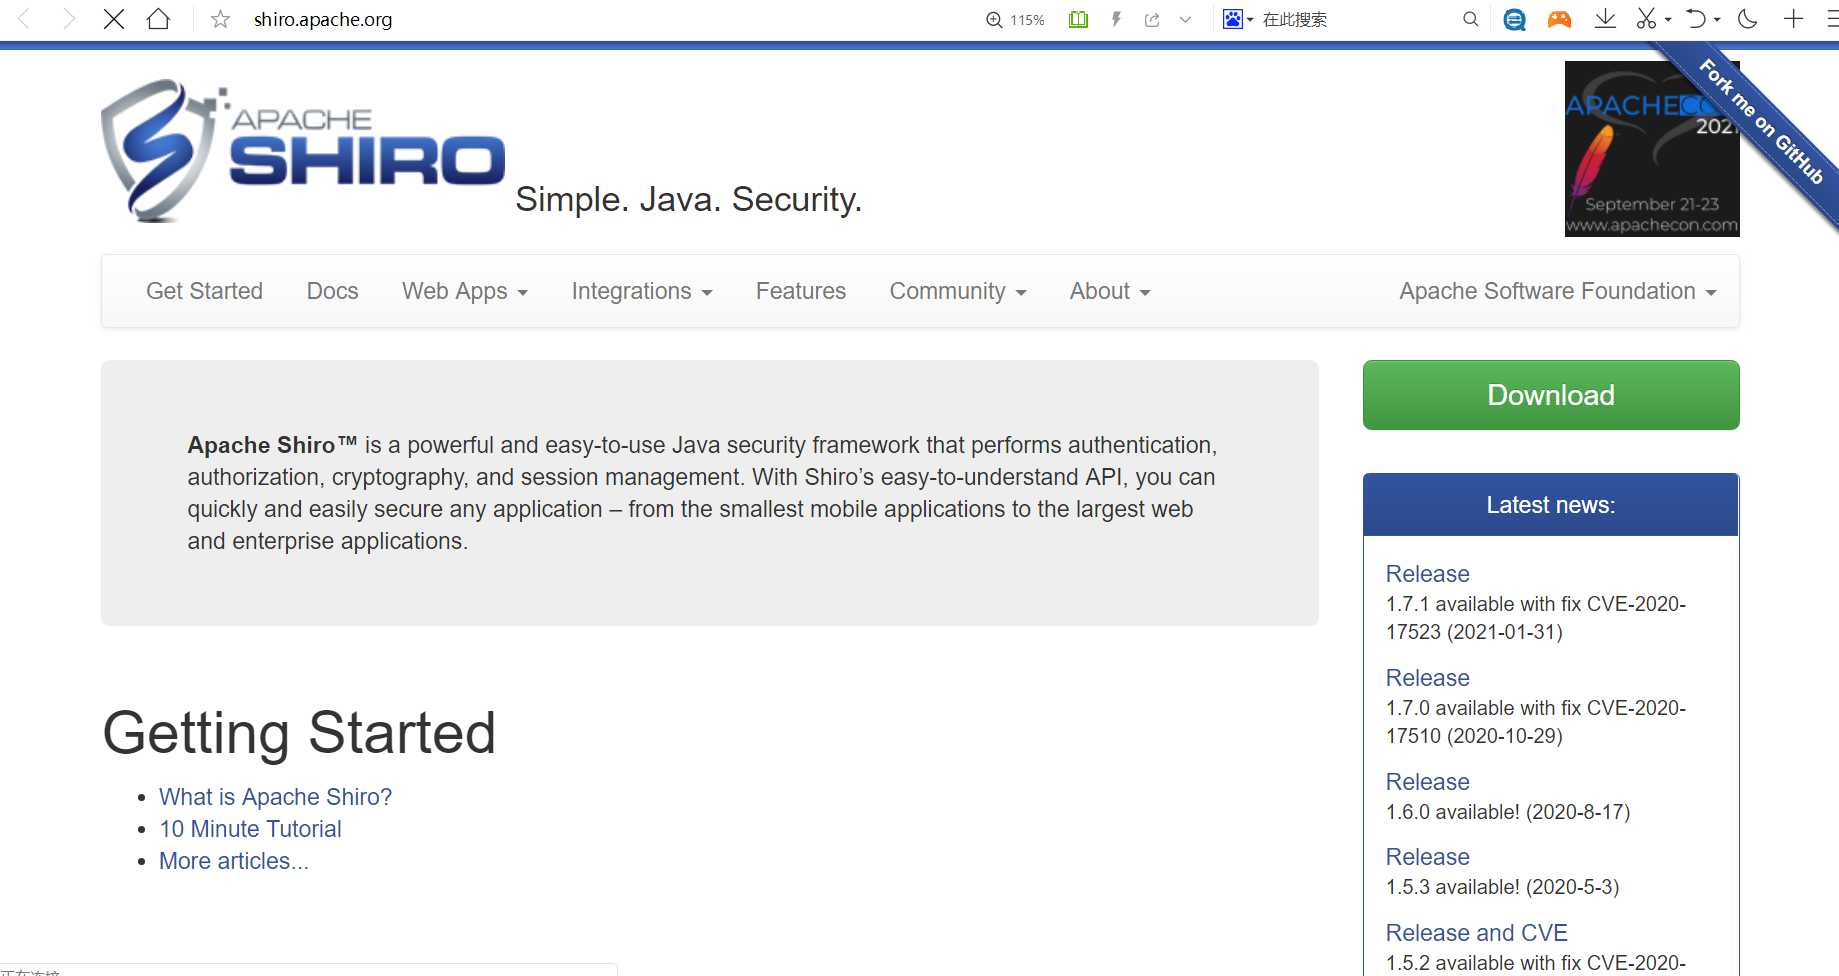 shiro.apache.org
115%
在此搜索
APACHE
SHIRO
Simple. Java. Security.
2021
September 21-23
www.apachecon.com
Fork me on GitHub
Get Started
Docs
Web Apps
Integrations
Features
Community
About
Apache Software Foundation
Apache Shiro™ is a powerful and easy-to-use Java security framework that performs authentication,
authorization, cryptography, and session management. With Shiro’s easy-to-understand API, you can
quickly and easily secure any application – from the smallest mobile applications to the largest web
and enterprise applications.
Download
Latest news:
Release
1.7.1 available with fix CVE-2020-
17523 (2021-01-31)
Release
1.7.0 available with fix CVE-2020-
17510 (2020-10-29)
Release
1.6.0 available! (2020-8-17)
Release
1.5.3 available! (2020-5-3)
Release and CVE
1.5.2 available with fix CVE-2020-
Getting Started
What is Apache Shiro?
10 Minute Tutorial
More articles...